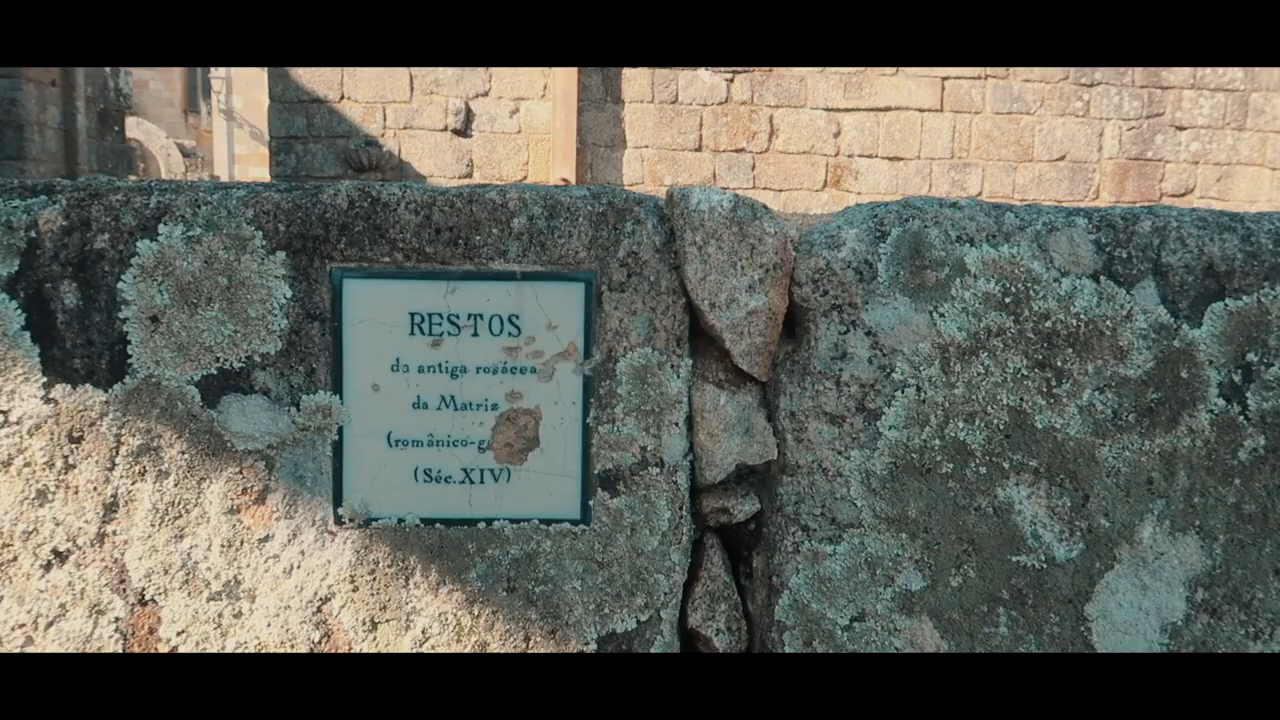 RESTOS
da antiga rosácea
da Matriz
(românico-g
(Séc.XIV)